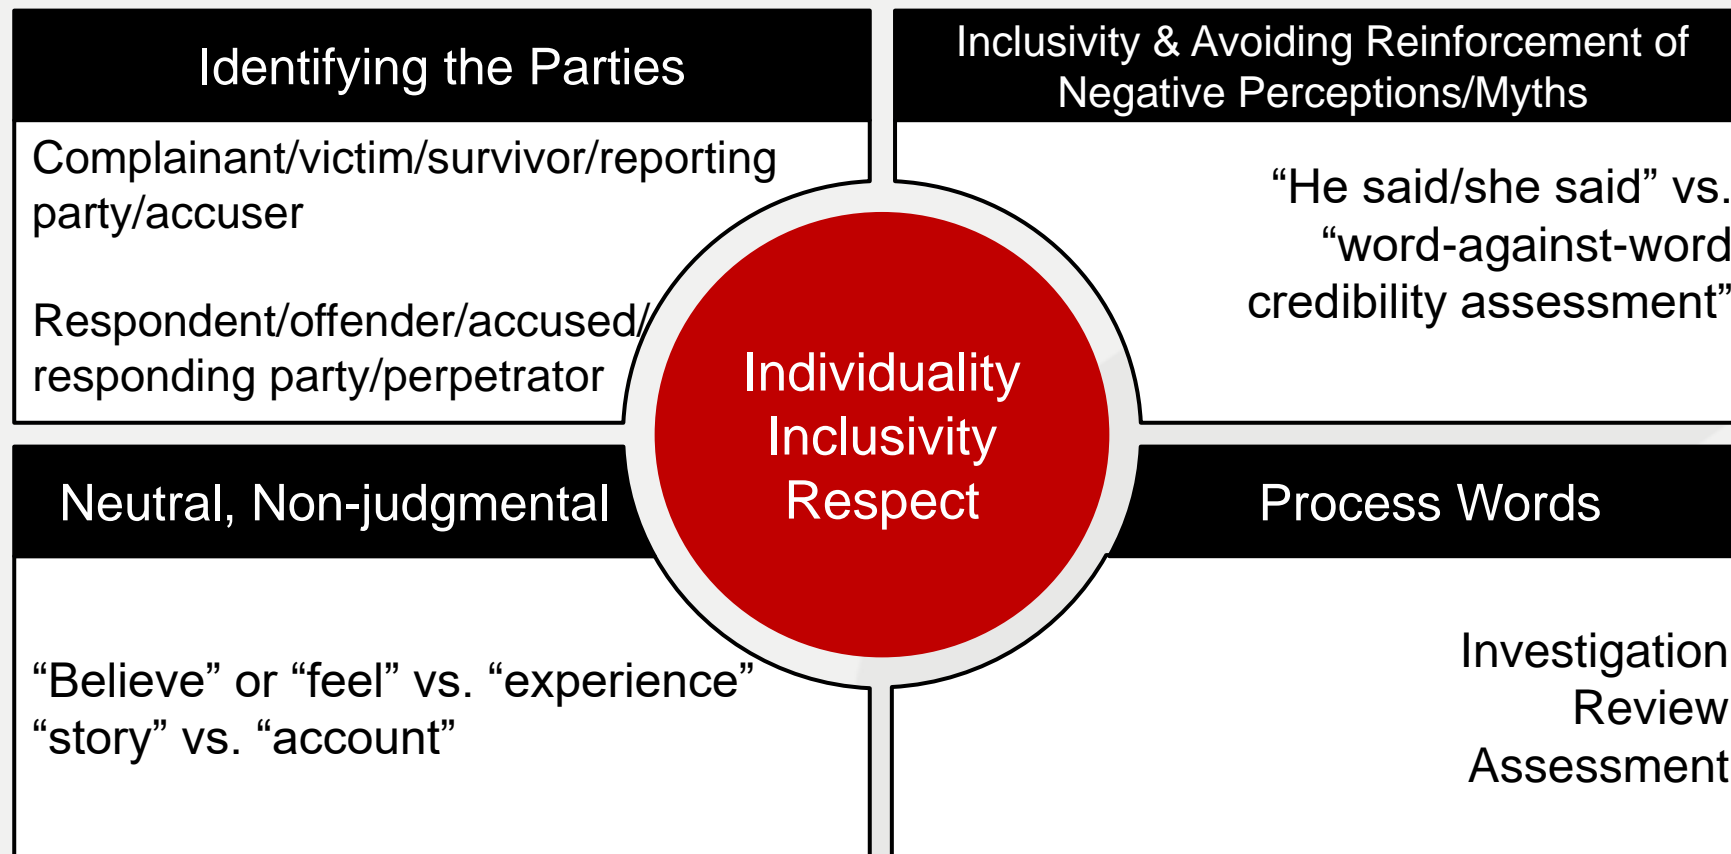 Identifying the Parties
Complainant/victim/survivor/reporting
party/accuser
Respondent/offender/accused/
responding party/perpetrator
Inclusivity & Avoiding Reinforcement of
Negative Perceptions/Myths
“He said/she said” vs.
“word-against-word
credibility assessment”
Individuality
Inclusivity
Respect
Neutral, Non-judgmental
“Believe” or “feel” vs. “experience”
“story” vs. “account”
Process Words
Investigation
Review
Assessment